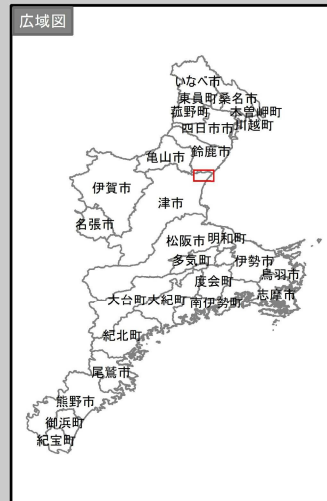 広域図
いなべ市
東員町 桑名市
菰野町 木曽岬町
四日市市 川越町
鈴鹿市
亀山市
伊賀市
津市
名張市
松阪市 明和町
多気町 伊勢市
鳥羽市
度会町
志摩市
大台町 大紀町
南伊勢町
紀北町
尾鷲市
熊野市
御浜町
紀宝町